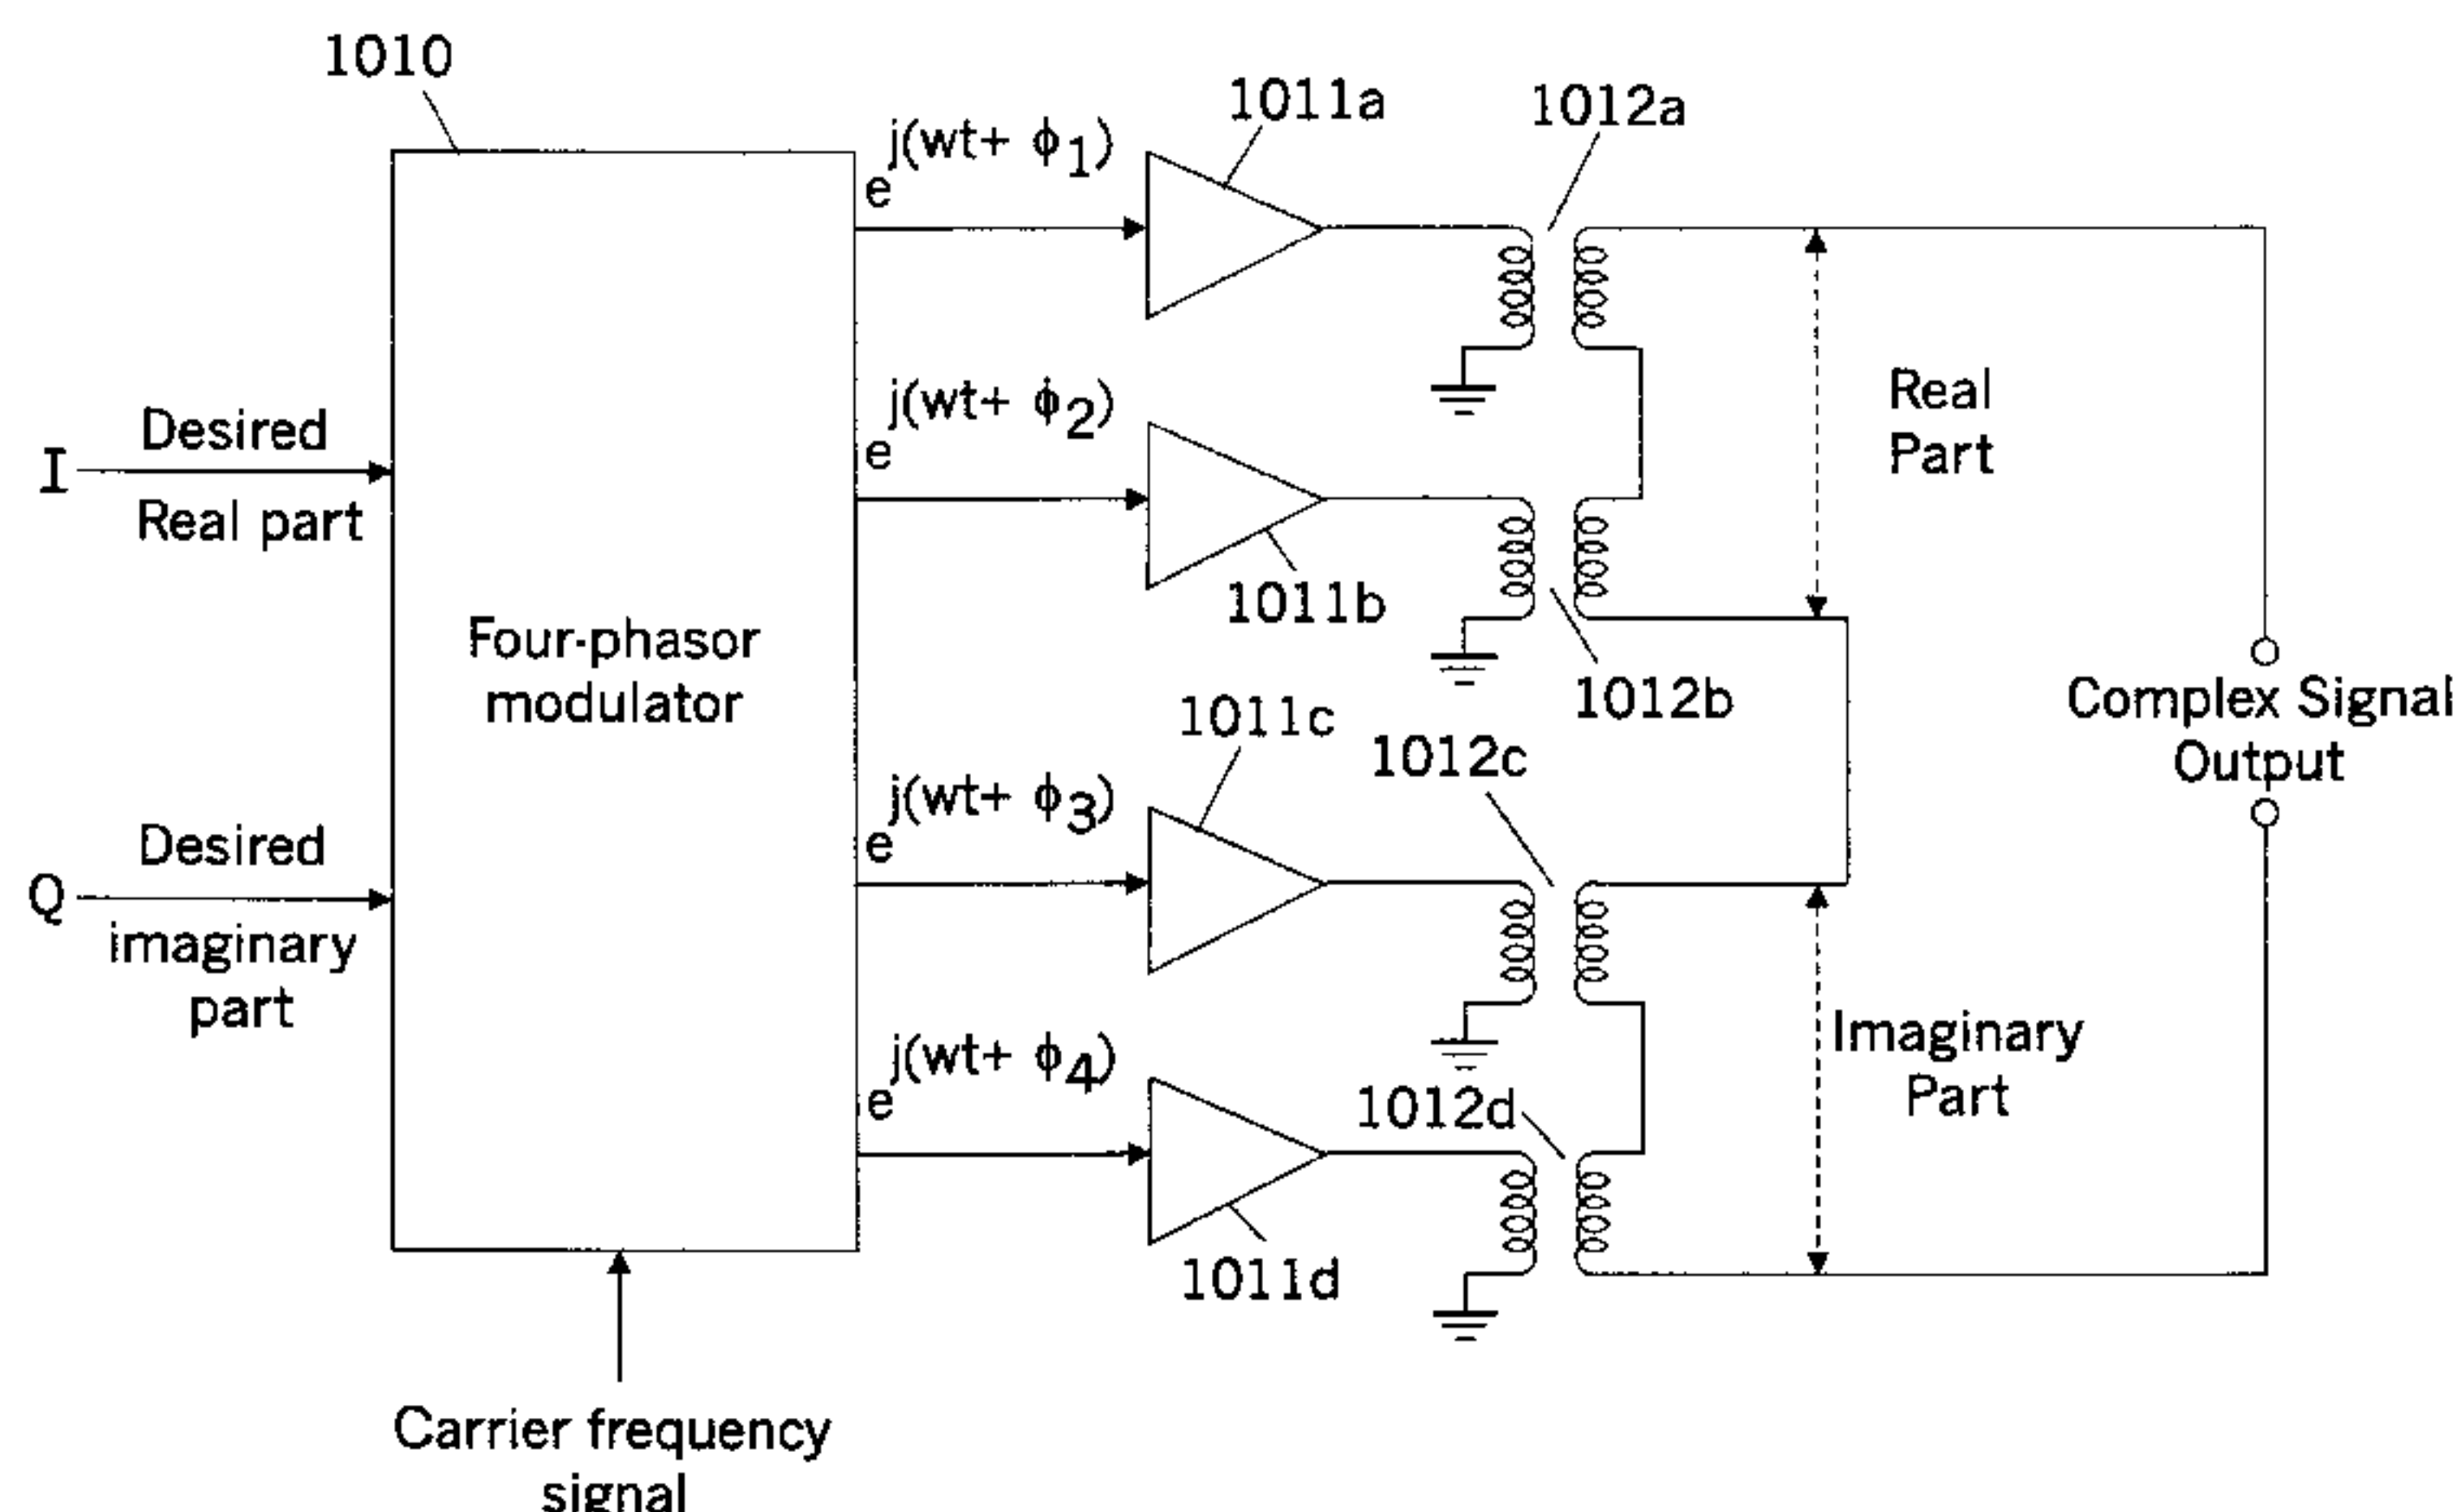 1010
1011a
1012a
e j(wt+ ϕ1)
e j(wt+ ϕ2)
Real
Part
I
Desired
Real part
1011b
Four-phasor
modulator
1012b
1011c
1012c
Complex Signal
Output
e j(wt+ ϕ3)
Q
Desired
imaginary
part
Imaginary
Part
e j(wt+ ϕ4)
1012d
1011d
Carrier frequency
signal